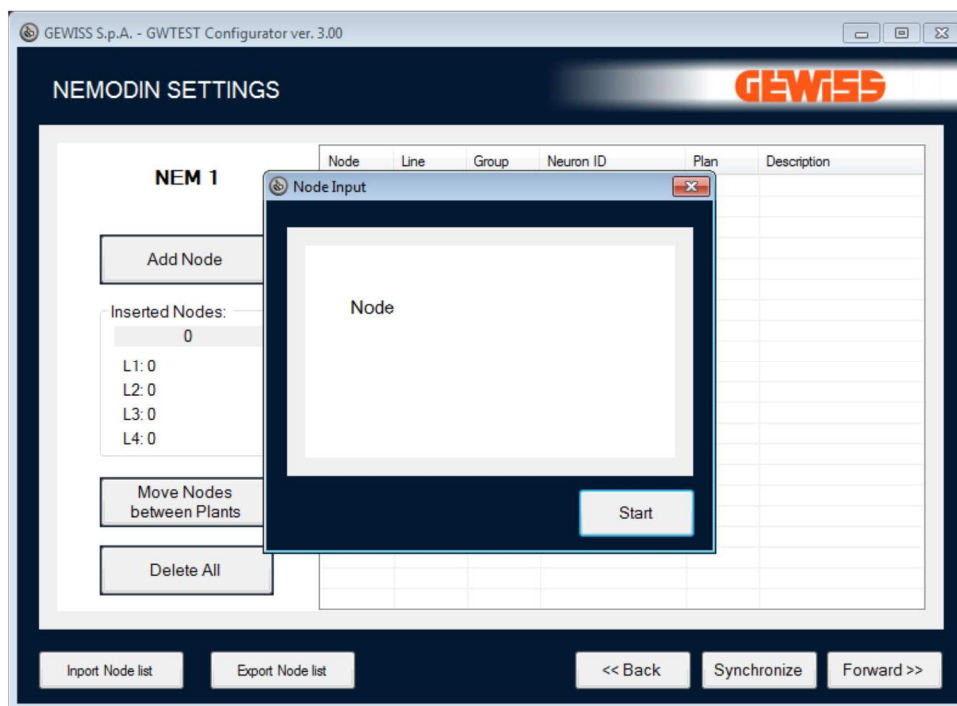 GEWISS S.p.A. - GWTEST Configurator ver. 3.00
NEMODIN SETTINGS
GEWiSS
NEM 1
Node Line Group Neuron ID Plan Description
Node Input
Add Node
Node
Inserted Nodes:
0
L1: 0
L2: 0
L3: 0
L4: 0
Move Nodes
between Plants
Start
Delete All
Inport Node list
Export Node list
<< Back
Synchronize
Forward >>